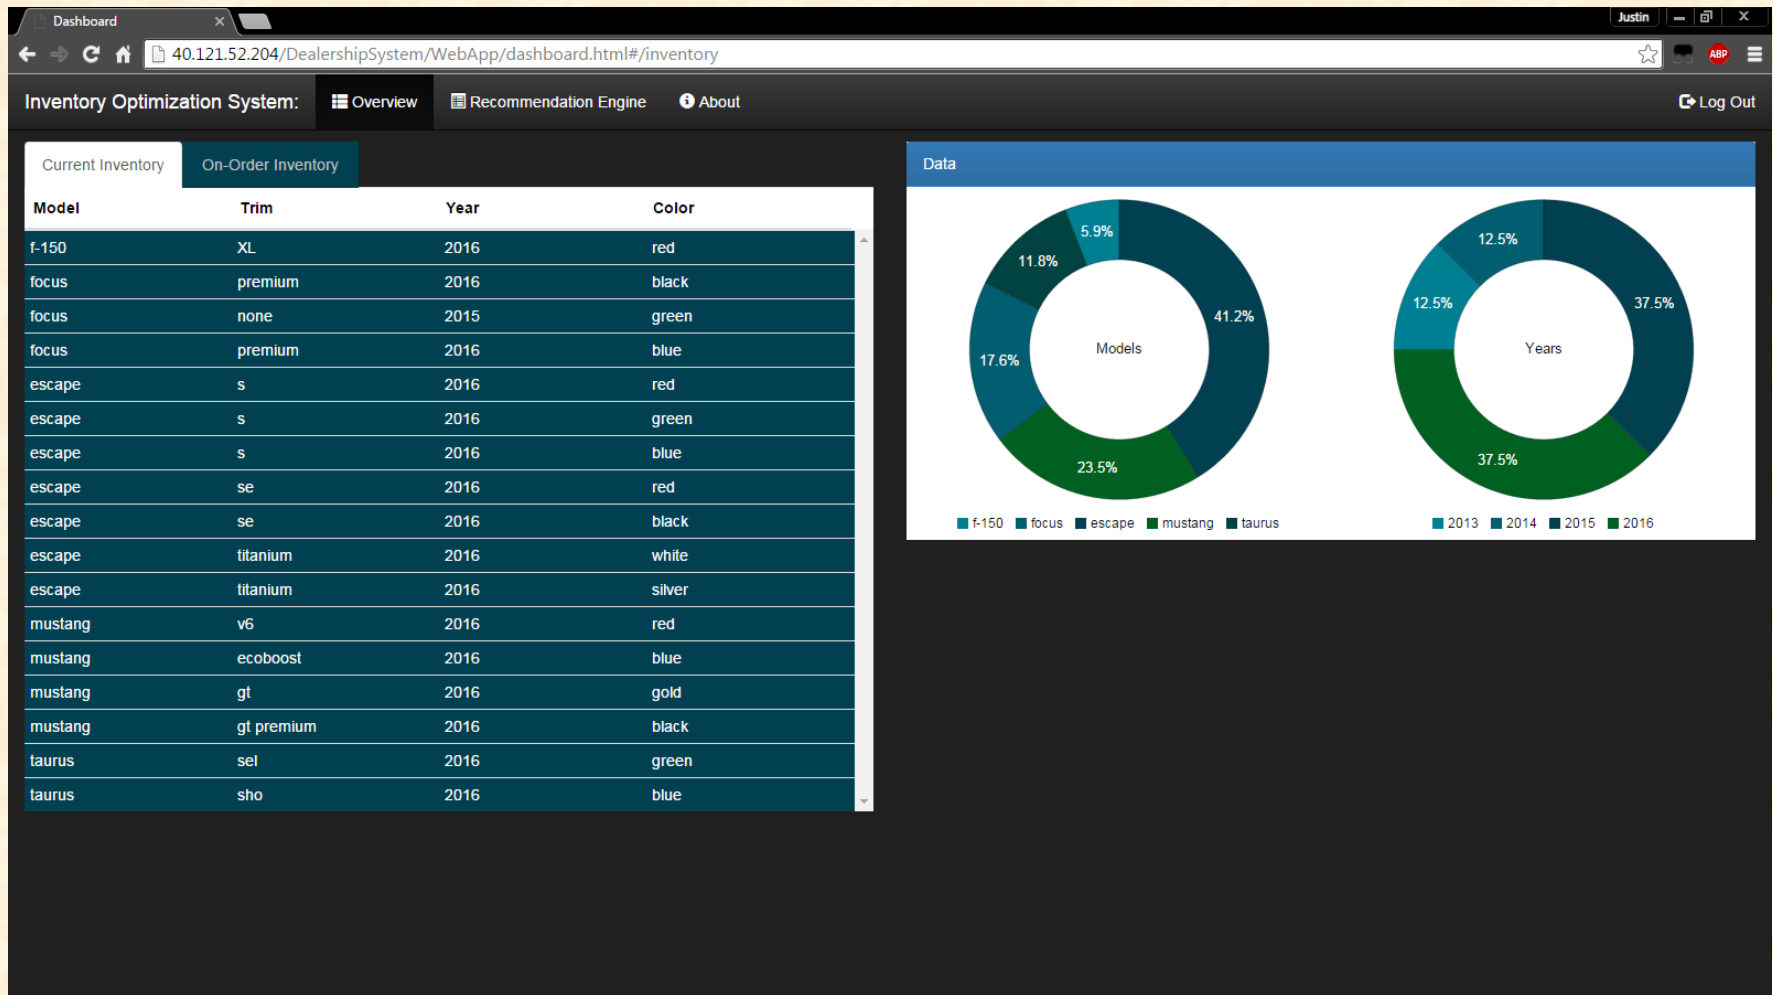 Dashboard
Justin
40.121.52.204/DealershipSystem/WebApp/dashboard.html#/inventory
ABP
Inventory Optimization System: Overview Recommendation Engine About Log Out
Current Inventory On-Order Inventory
Model Trim Year Color
f-150 XL 2016 red
focus premium 2016 black
focus none 2015 green
focus premium 2016 blue
escape s 2016 red
escape s 2016 green
escape s 2016 blue
escape se 2016 red
escape se 2016 black
escape titanium 2016 white
escape titanium 2016 silver
mustang v6 2016 red
mustang ecoboost 2016 blue
mustang gt 2016 gold
mustang gt premium 2016 black
taurus sel 2016 green
taurus sho 2016 blue
Data
5.9%
11.8%
41.2%
17.6%
23.5%
Models
f-150 focus escape mustang taurus
12.5%
12.5%
37.5%
37.5%
Years
2013 2014 2015 2016